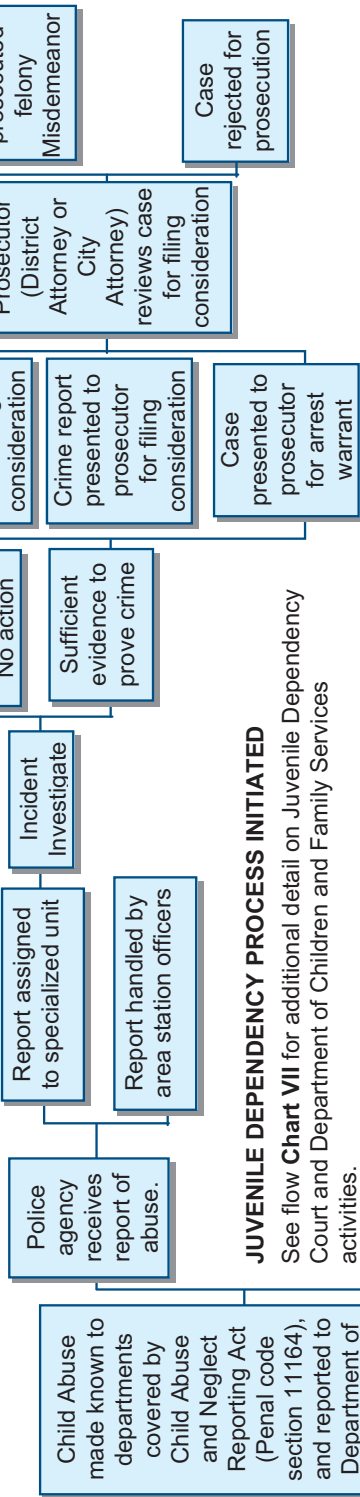 Child Abuse
made known to
departments
covered by
Child Abuse
and Neglect
Reporting Act
(Penal code
section 11164),
and reported to
Department of
Police
agency
receives
report of
abuse.
Report assigned
to specialized unit
Report handled by
area station officers
Incident
Investigate
No action
Sufficient
evidence to
prove crime
consideration
Crime report
presented to
prosecutor
for filing
consideration
Case
presented to
prosecutor
for arrest
warrant
Prosecutor
(District
Attorney or
City
Attorney)
reviews case
for filing
consideration
felony
Misdemeanor
Case
rejected for
prosecution
JUVENILE DEPENDENCY PROCESS INITIATED
See flow Chart VII for additional detail on Juvenile Dependency
Court and Department of Children and Family Services
activities.